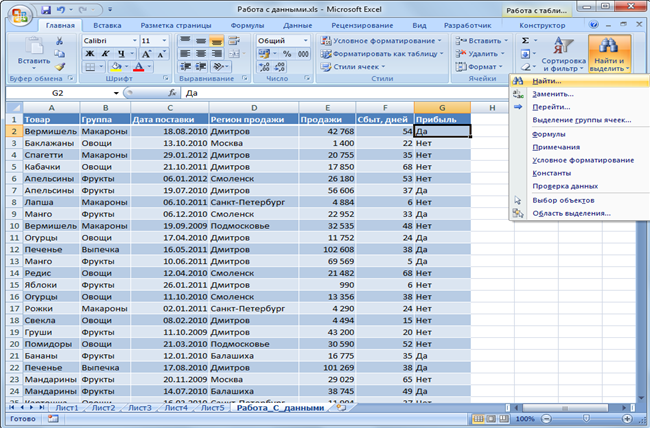 Работа с данными.xls - Microsoft Excel
Работа с табли...
Главная Вставка Разметка страницы Формулы Данные Рецензирование Вид Разработчик Конструктор
Вставить
Calibri 11
Общий
Условное форматирование
Форматировать как таблицу
Стили ячеек
Вставить
Удалить
Формат
Сортировка и фильтр
Найти и выделить
Буфер обмена Шрифт Выравнивание Число Стили Ячейки
G2 Да
Найти...
Заменить...
Перейти...
Выделение группы ячеек...
Формулы
Примечания
Условное форматирование
Константы
Проверка данных
Выбор объектов
Область выделения...
A B C D E F G H
1 Товар Группа Дата поставки Регион продажи Продажи Сбыт, дней Прибыль
2 Вермишель Макароны 18.08.2010 Дмитров 42 768 54 Да
3 Баклажаны Овощи 13.10.2010 Москва 1 400 22 Нет
4 Спагетти Макароны 29.01.2012 Дмитров 20 755 35 Нет
5 Кабачки Овощи 21.10.2011 Дмитров 17 850 68 Нет
6 Апельсины Фрукты 06.01.2012 Смоленск 26 180 53 Нет
7 Апельсины Фрукты 19.07.2010 Дмитров 56 606 37 Да
8 Лапша Макароны 06.10.2011 Санкт-Петербург 4 884 6 Нет
9 Манго Фрукты 06.12.2010 Смоленск 22 952 33 Да
10 Вермишель Макароны 19.09.2009 Подмосковье 32 535 48 Нет
11 Огурцы Овощи 17.04.2010 Дмитров 11 752 24 Да
12 Печенье Выпечка 16.05.2011 Дмитров 102 608 38 Да
13 Манго Фрукты 10.06.2011 Дмитров 69 569 5 Да
14 Редис Овощи 12.04.2010 Смоленск 21 482 68 Нет
15 Яблоки Фрукты 26.01.2011 Дмитров 990 6 Нет
16 Огурцы Овощи 11.10.2010 Смоленск 13 356 38 Нет
17 Рожки Макароны 02.01.2011 Санкт-Петербург 4 290 24 Нет
18 Свекла Овощи 08.02.2010 Дмитров 4 494 15 Нет
19 Груши Фрукты 11.10.2009 Дмитров 43 200 20 Нет
20 Помидоры Овощи 21.03.2010 Подмосковье 30 590 52 Нет
21 Бананы Фрукты 12.01.2010 Балашиха 16 775 35 Да
22 Печенье Выпечка 17.08.2010 Дмитров 101 269 38 Да
23 Мандарины Фрукты 20.11.2009 Москва 29 029 65 Нет
24 Мандарины Фрукты 14.07.2010 Балашиха 38 745 49 Да
Лист1 Лист2 Лист3 Лист4 Лист5 Работа_С_данными
Готово 100%